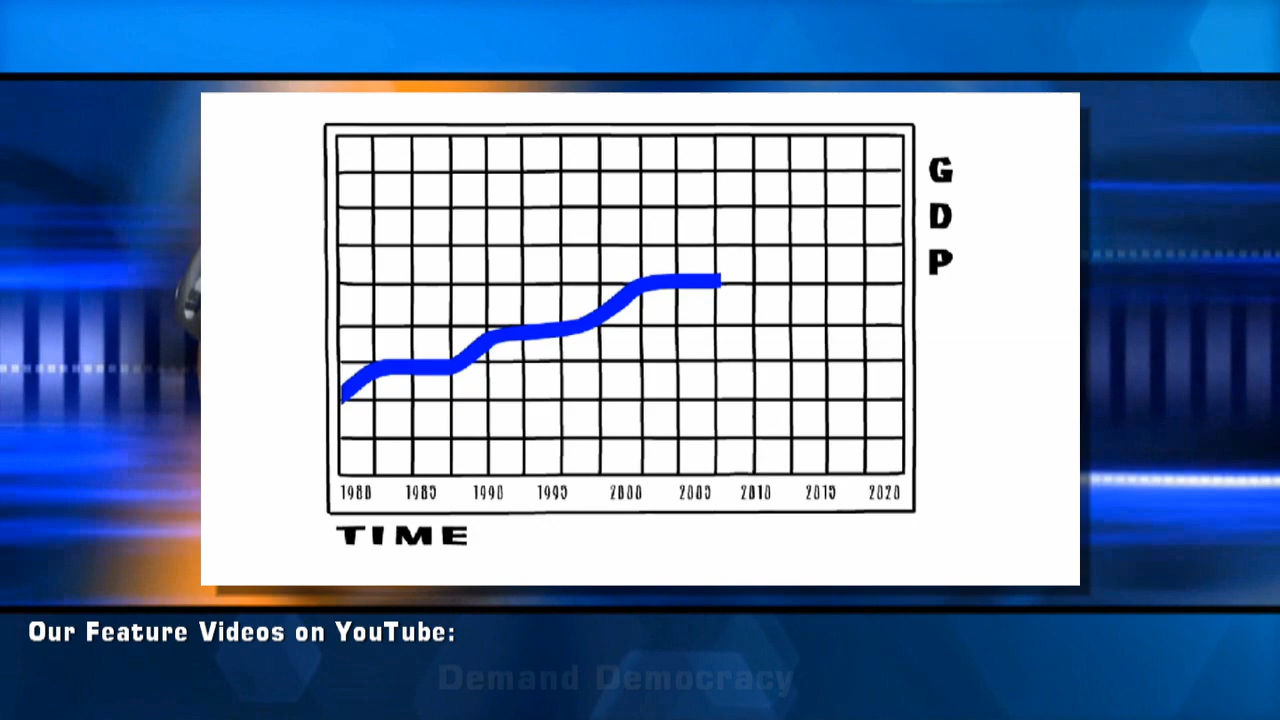 G
D
P
1980 1985 1990 1995 2000 2005 2010 2015 2020
TIME
Our Feature Videos on YouTube:
Demand Democracy